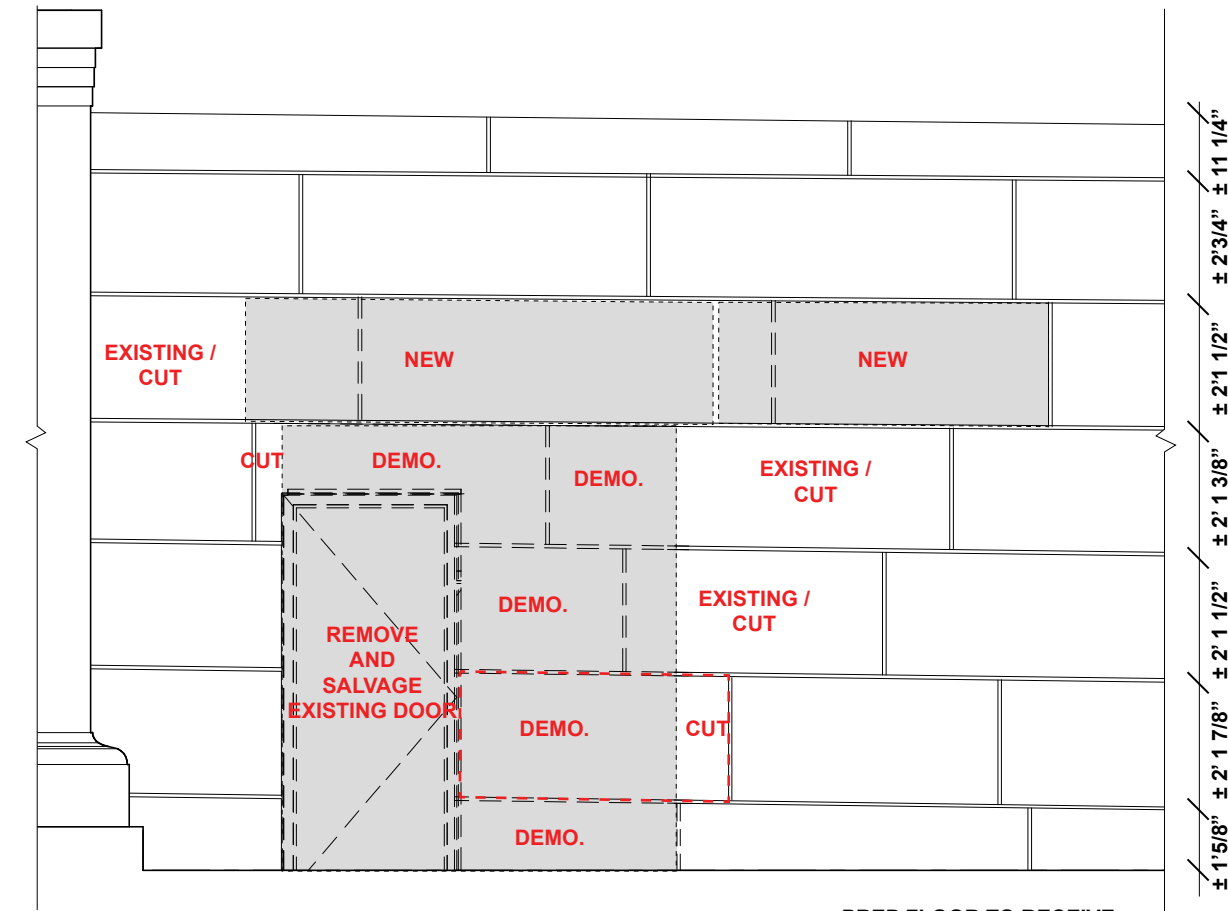 ± 11 1/4”
± 2’3/4”
EXISTING /
CUT
NEW
NEW
± 2’1 1/2”
CUT
DEMO.
DEMO.
EXISTING /
CUT
± 2’ 1 3/8”
DEMO.
EXISTING /
CUT
± 2’ 1 1/2”
REMOVE
AND
SALVAGE
EXISTING DOOR
DEMO.
CUT
± 2’ 1 7/8”
DEMO.
± 1’5/8”